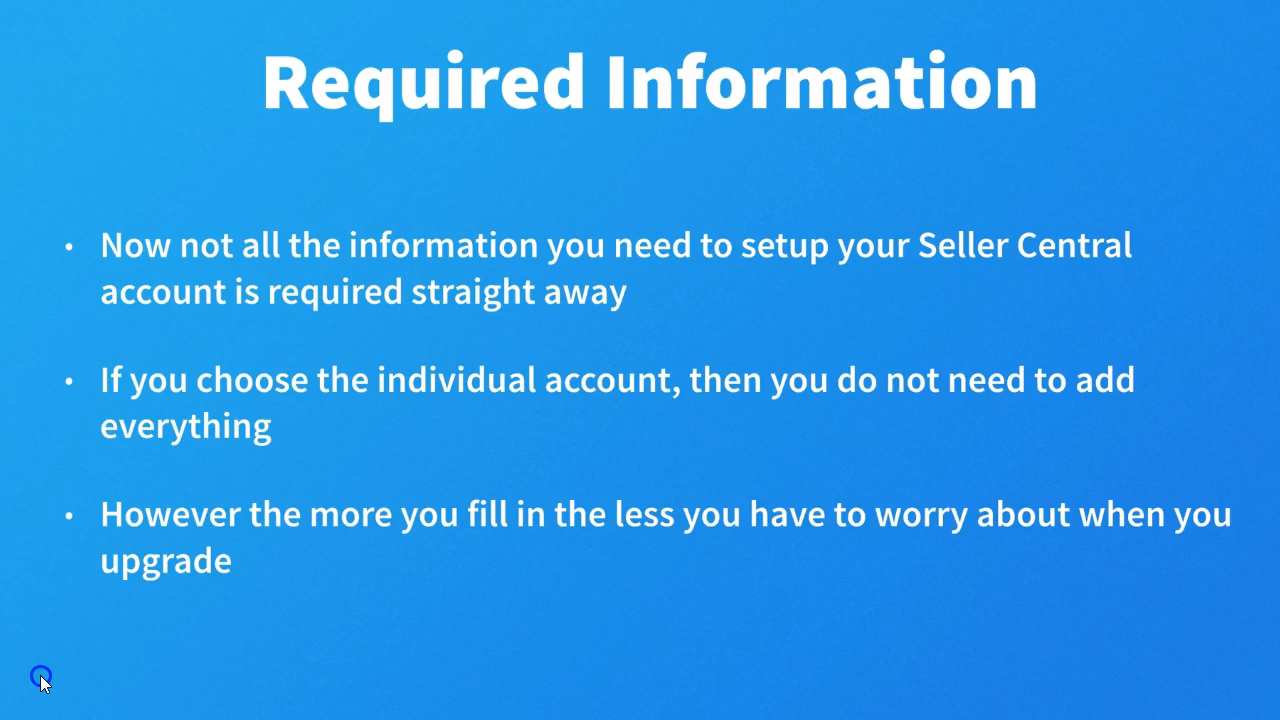 Required Information
• Now not all the information you need to setup your Seller Central
account is required straight away
• If you choose the individual account, then you do not need to add
everything
• However the more you fill in the less you have to worry about when you
upgrade